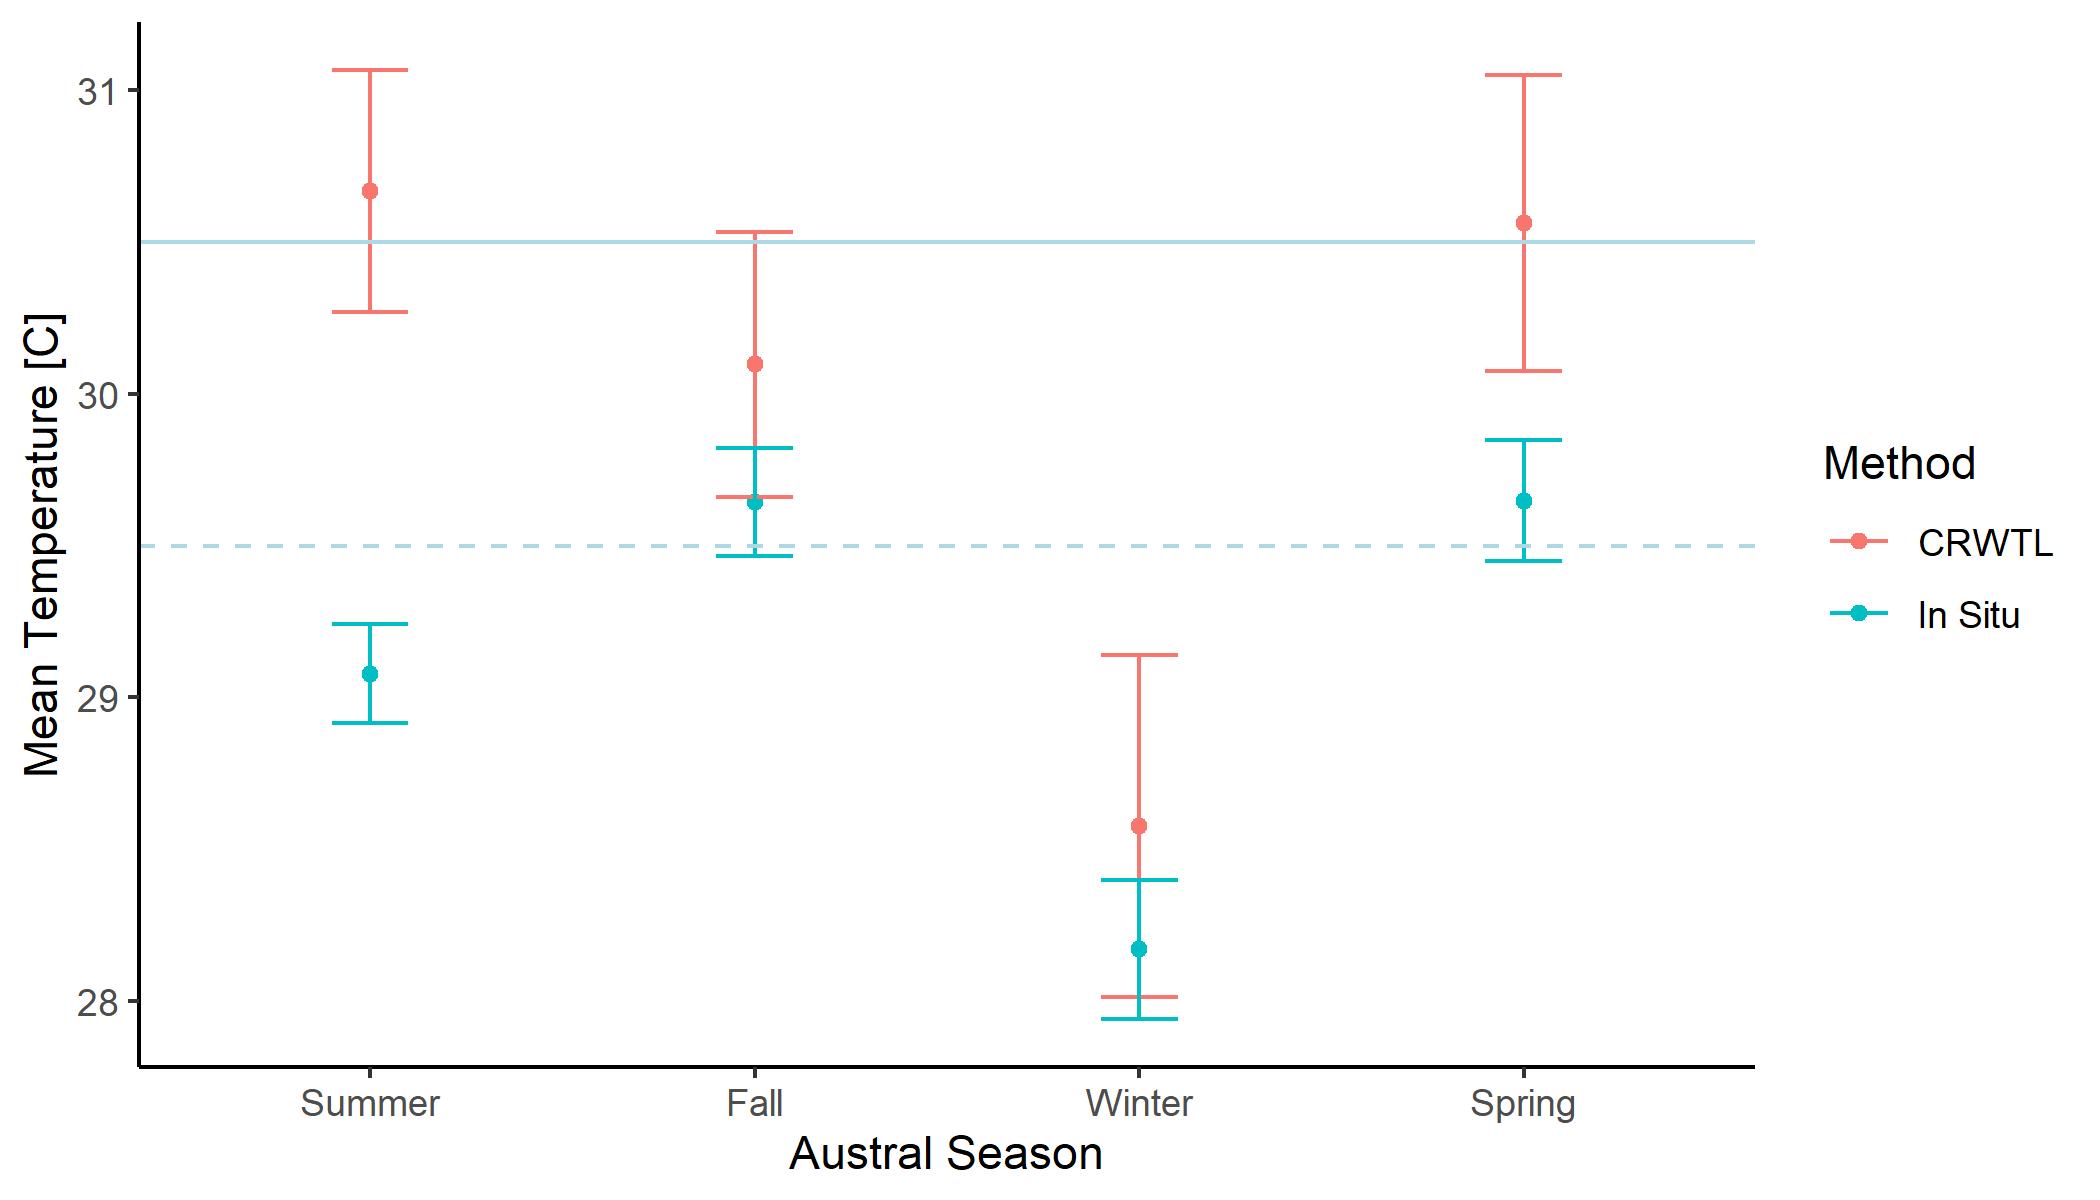 Mean Temperature [C]
31
30
29
28
Summer
Fall
Winter
Spring
Austral Season
Method
CRWTL
In Situ